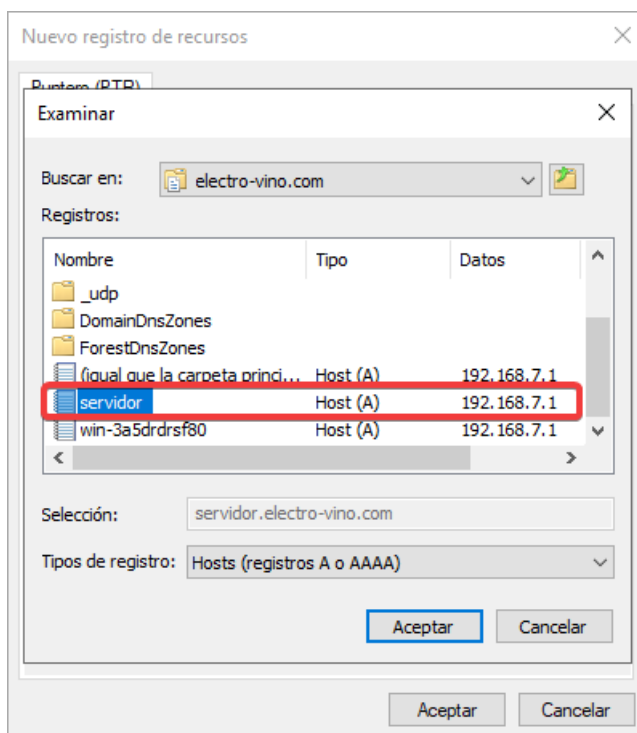 Nuevo registro de recursos
Puntero (PTR)
Examinar
Buscar en: electro-vino.com
Registros:
Nombre Tipo Datos
_udp
DomainDnsZones
ForestDnsZones
(igual que la carpeta princi... Host (A) 192.168.7.1
servidor Host (A) 192.168.7.1
win-3a5drdrsf80 Host (A) 192.168.7.1
Selección: servidor.electro-vino.com
Tipos de registro: Hosts (registros A o AAAA)
Aceptar Cancelar
Aceptar Cancelar